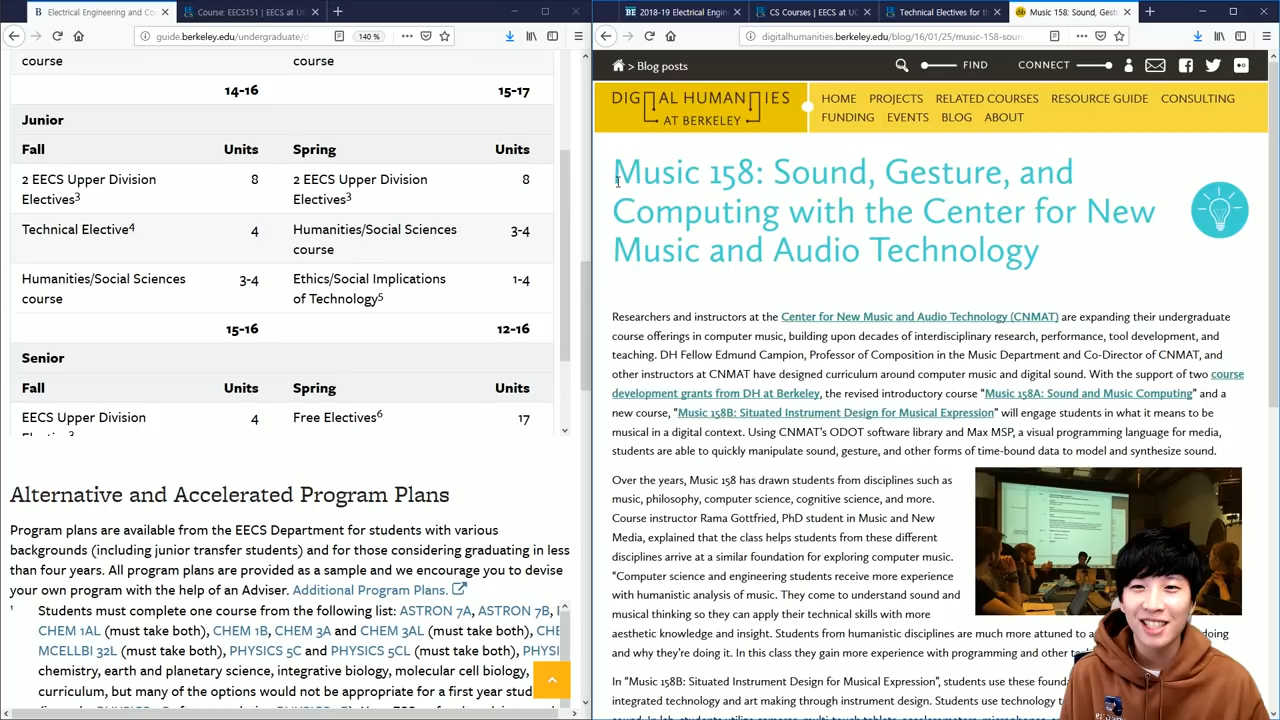 Electrical Engineering and Co
Course: EECS151 | EECS at UC
guide.berkeley.edu/undergraduate/
140 %
course course
14-16 15-17
Junior
Fall Units Spring Units
2 EECS Upper Division Electives3 8 2 EECS Upper Division Electives3 8
Technical Elective4 4 Humanities/Social Sciences course 3-4
Humanities/Social Sciences course 3-4 Ethics/Social Implications of Technology5 1-4
15-16 12-16
Senior
Fall Units Spring Units
EECS Upper Division 4 Free Electives6 17
Alternative and Accelerated Program Plans
Program plans are available from the EECS Department for students with various
backgrounds (including junior transfer students) and for those considering graduating in less
than four years. All program plans are provided as a sample and we encourage you to devise
your own program with the help of an Adviser. Additional Program Plans.
1 Students must complete one course from the following list: ASTRON 7A, ASTRON 7B,
CHEM 1AL (must take both), CHEM 1B, CHEM 3A and CHEM 3AL (must take both), CHE
MCELLBI 32L (must take both), PHYSICS 5C and PHYSICS 5CL (must take both), PHYSI
chemistry, earth and planetary science, integrative biology, molecular cell biology,
curriculum, but many of the options would not be appropriate for a first year stud
2018-19 Electrical Engin
CS Courses | EECS at UC
Technical Electives for th
Music 158: Sound, Gestu
digitalhumanities.berkeley.edu/blog/16/01/25/music-158-soun
> Blog posts
FIND
CONNECT
DIGITAL HUMANITIES
AT BERKELEY
HOME PROJECTS RELATED COURSES RESOURCE GUIDE CONSULTING
FUNDING EVENTS BLOG ABOUT
Music 158: Sound, Gesture, and
Computing with the Center for New
Music and Audio Technology
Researchers and instructors at the Center for New Music and Audio Technology (CNMAT) are expanding their undergraduate
course offerings in computer music, building upon decades of interdisciplinary research, performance, tool development, and
teaching. DH Fellow Edmund Campion, Professor of Composition in the Music Department and Co-Director of CNMAT, and
other instructors at CNMAT have designed curriculum around computer music and digital sound. With the support of two course
development grants from DH at Berkeley, the revised introductory course “Music 158A: Sound and Music Computing” and a
new course, “Music 158B: Situated Instrument Design for Musical Expression” will engage students in what it means to be
musical in a digital context. Using CNMAT’s ODOT software library and Max MSP, a visual programming language for media,
students are able to quickly manipulate sound, gesture, and other forms of time-bound data to model and synthesize sound.
Over the years, Music 158 has drawn students from disciplines such as
music, philosophy, computer science, cognitive science, and more.
Course instructor Rama Gottfried, PhD student in Music and New
Media, explained that the class helps students from these different
disciplines arrive at a similar foundation for exploring computer music.
“Computer science and engineering students receive more experience
with humanistic analysis of music. They come to understand sound and
musical thinking so they can apply their technical skills with more
aesthetic knowledge and insight. Students from humanistic disciplines are much more attuned to doing
and why they’re doing it. In this class they gain more experience with programming and other
In “Music 158B: Situated Instrument Design for Musical Expression”, students use these
integrated technology and art making through instrument design. Students use technology